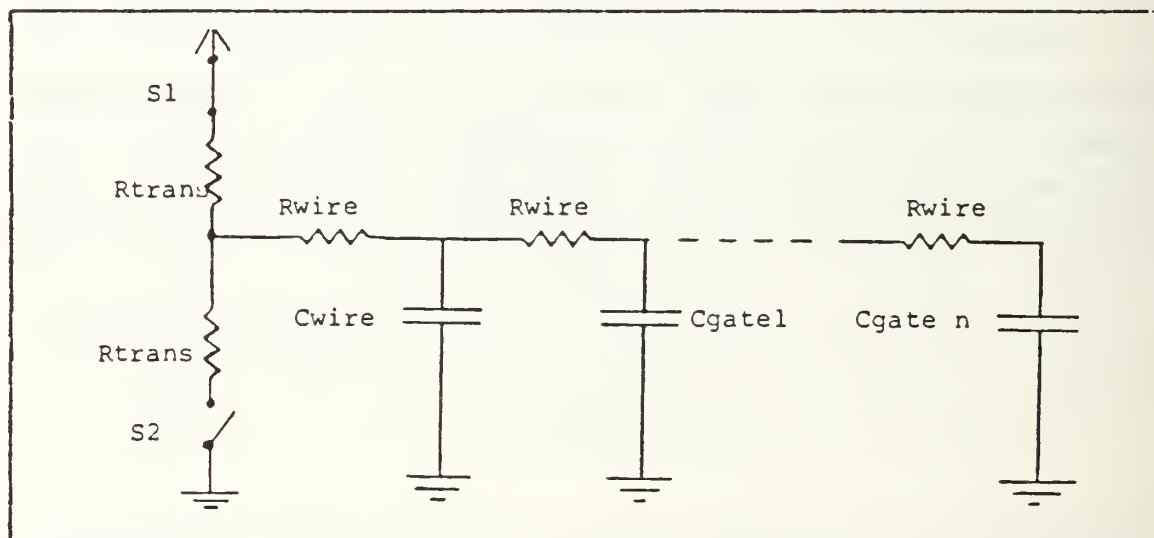 S1
Rtrans
Rwire
Rwire
Rwire
Cwire
Cgate1
Cgate n
Rtrans
S2